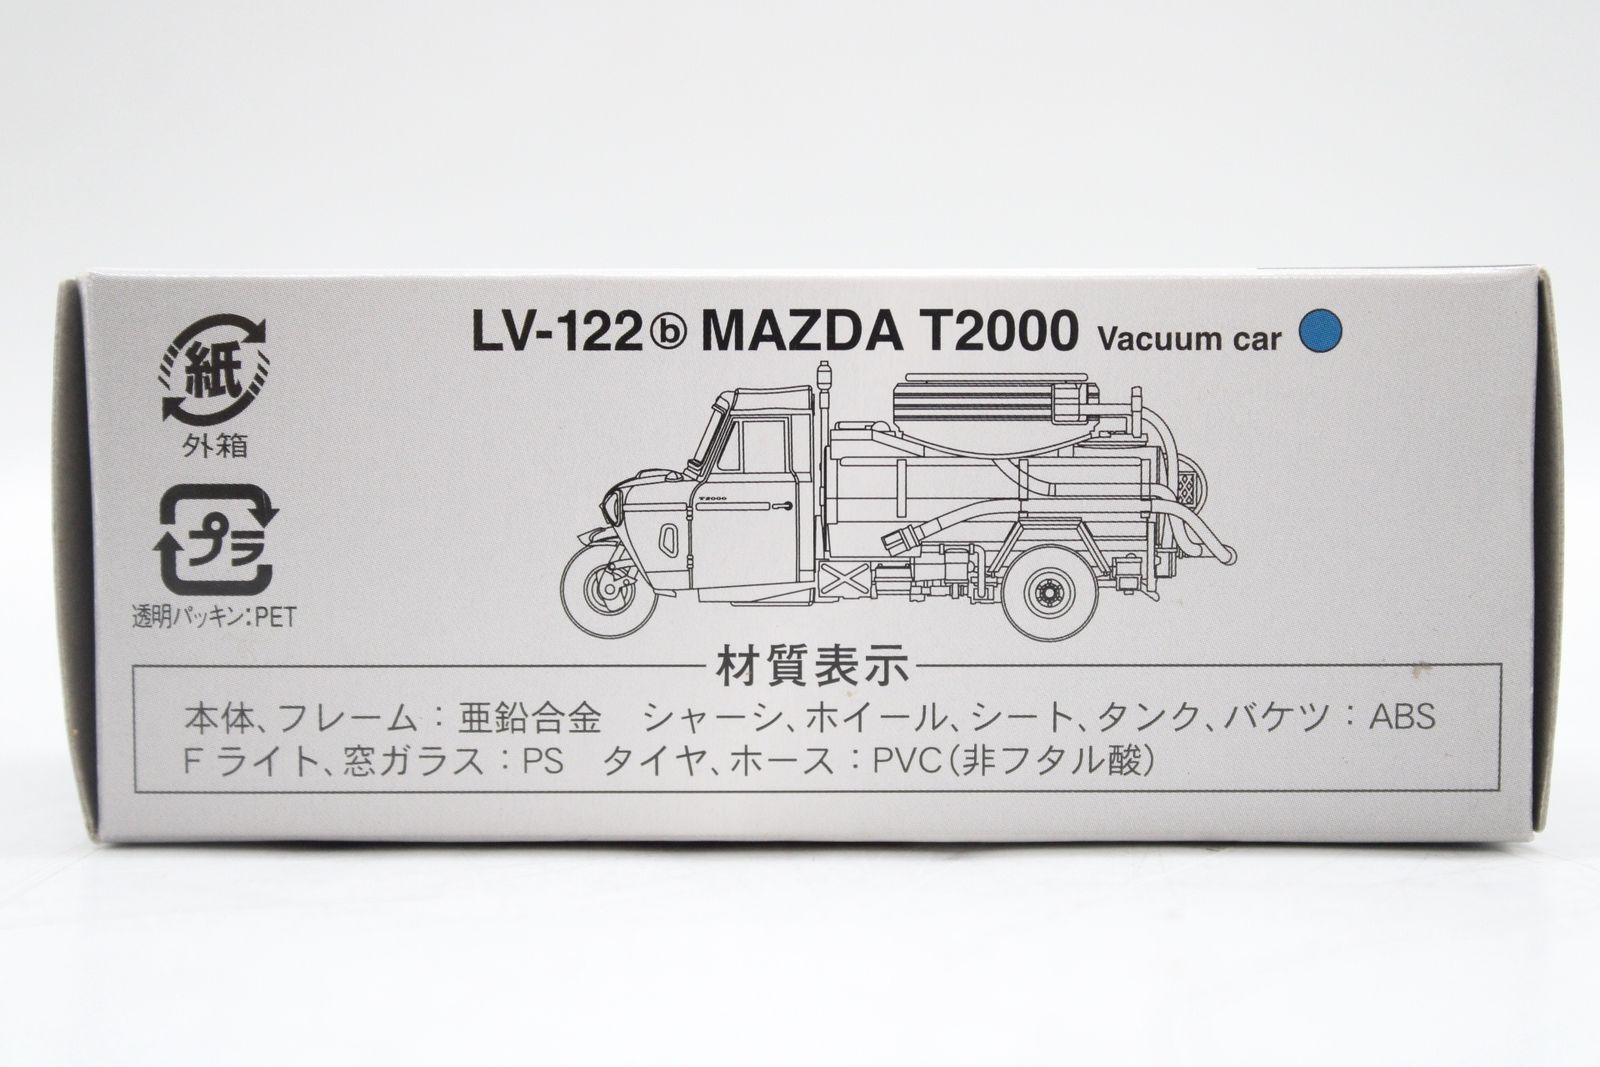 LV-122ⓑ MAZDA T2000 Vacuum car
紙
外箱
プラ
透明パッキン:PET
T2000
材質表示
本体、フレーム：亜鉛合金　シャーシ、ホイール、シート、タンク、バケツ：ABS
Fライト、窓ガラス：PS　タイヤ、ホース：PVC(非フタル酸)